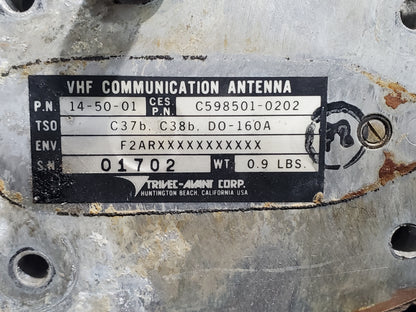 VHF COMMUNICATION ANTENNA
P.N. 14-50-01 CES. P.N. C598501-0202
TSO C37b, C38b, DO-160A
ENV. F2ARXXXXXXXXXXX
S.N. 01702 WT. 0.9 LBS.
TRIVEC-AVANT CORP.
HUNTINGTON BEACH, CALIFORNIA USA